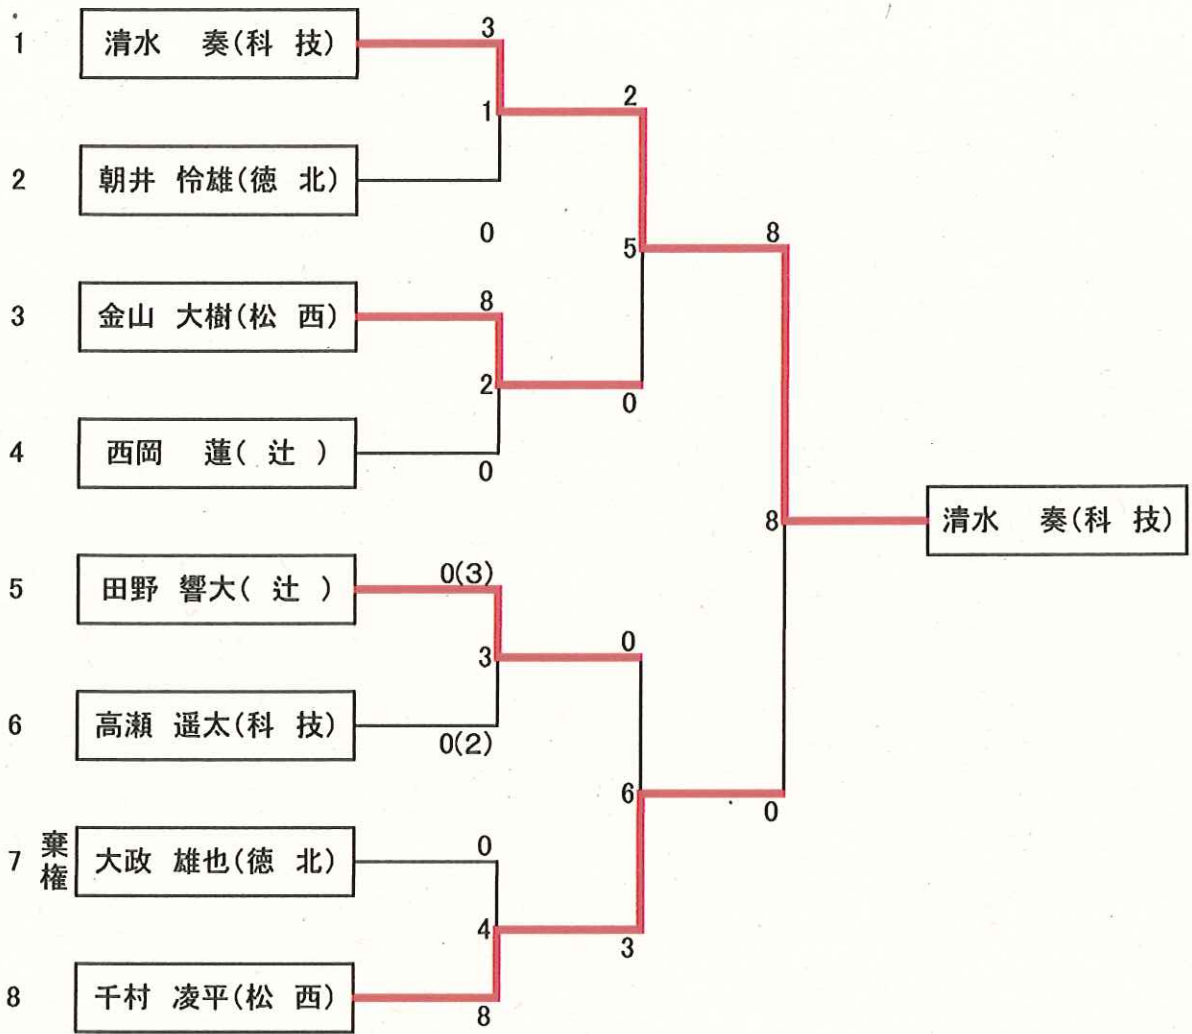 1 清水 奏(科 技) 3
1
2 朝井 怜雄(徳 北)
0
2
3 金山 大樹(松 西) 8
2
4 西岡 蓮( 辻 )
0
5
0
8
5 田野 響大( 辻 ) 0(3)
3
6 高瀬 遥太(科 技)
0(2)
0
7 棄権 大政 雄也(徳 北) 0
4
8 千村 凌平(松 西)
8
6
3
0
8
清水 奏(科 技)